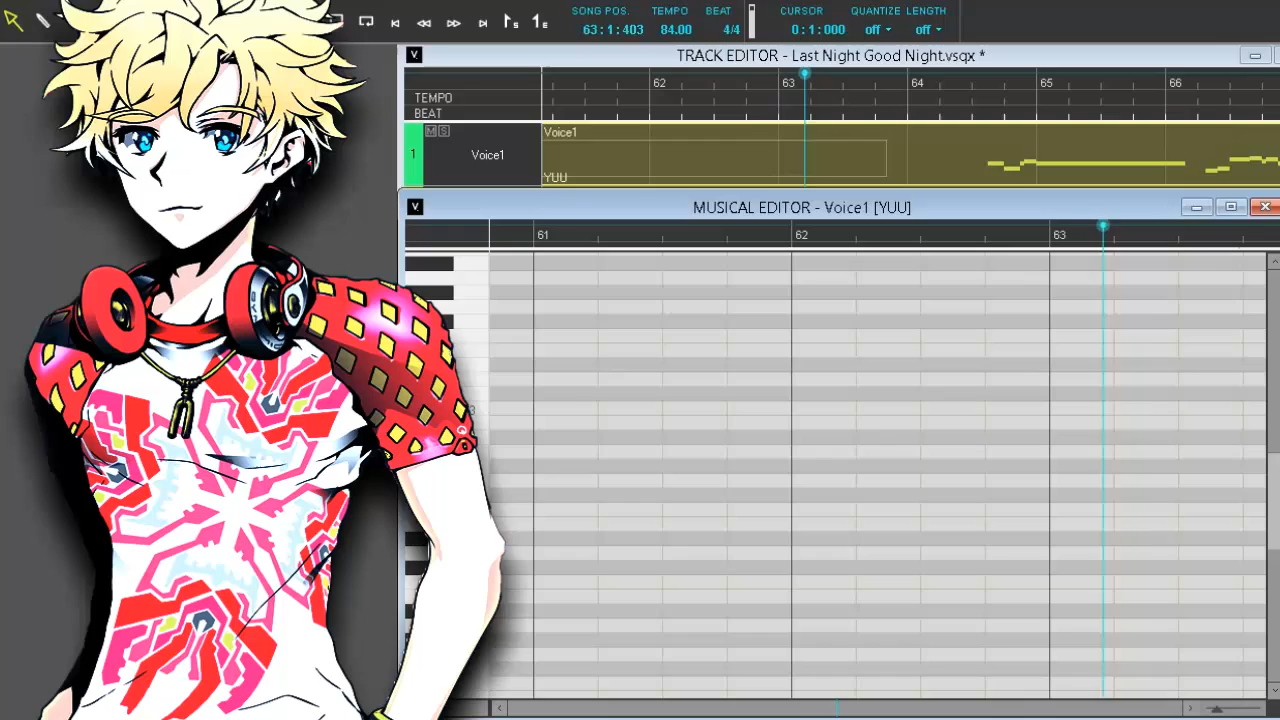 SONG POS. TEMPO BEAT CURSOR QUANTIZE LENGTH
63:1:403 84.00 4/4 0:1:000 off off
TRACK EDITOR - Last Night Good Night.vsqx *
62 63 64 65 66
TEMPO
BEAT
M S Voice1
1 Voice1
YUU
MUSICAL EDITOR - Voice1 [YUU]
61 62 63